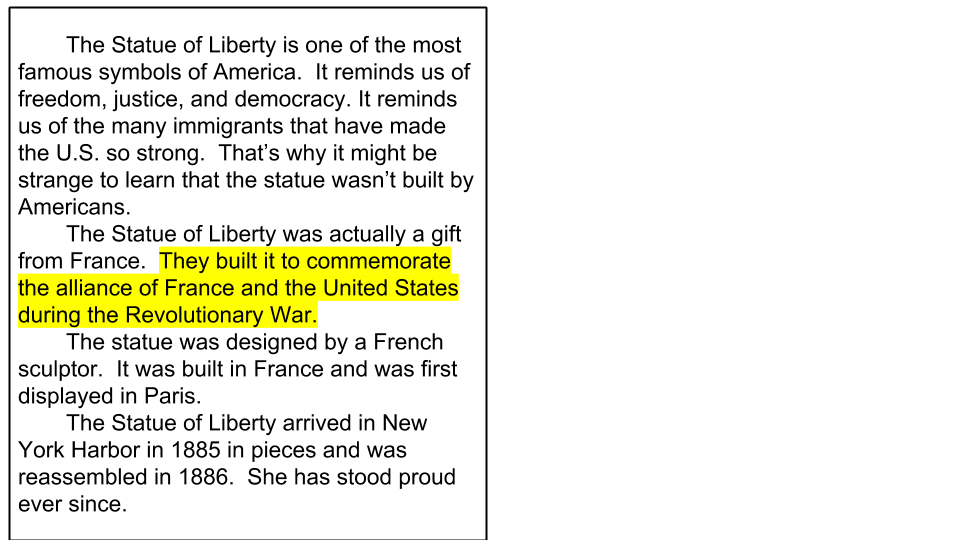 The Statue of Liberty is one of the most
famous symbols of America.  It reminds us of
freedom, justice, and democracy. It reminds
us of the many immigrants that have made
the U.S. so strong.  That’s why it might be
strange to learn that the statue wasn’t built by
Americans.
The Statue of Liberty was actually a gift
from France.  They built it to commemorate
the alliance of France and the United States
during the Revolutionary War.
The statue was designed by a French
sculptor.  It was built in France and was first
displayed in Paris.
The Statue of Liberty arrived in New
York Harbor in 1885 in pieces and was
reassembled in 1886.  She has stood proud
ever since.